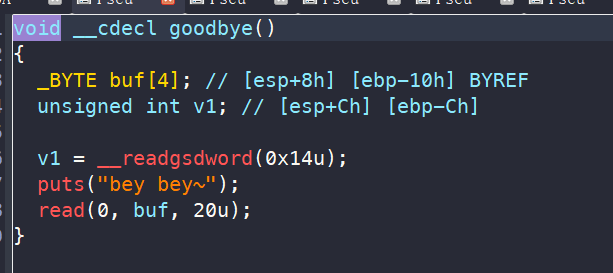 void __cdecl goodbye()
{
_BYTE buf[4]; // [esp+8h] [ebp-10h] BYREF
unsigned int v1; // [esp+Ch] [ebp-Ch]
v1 = __readgsdword(0x14u);
puts("bey bey~");
read(0, buf, 20u);
}